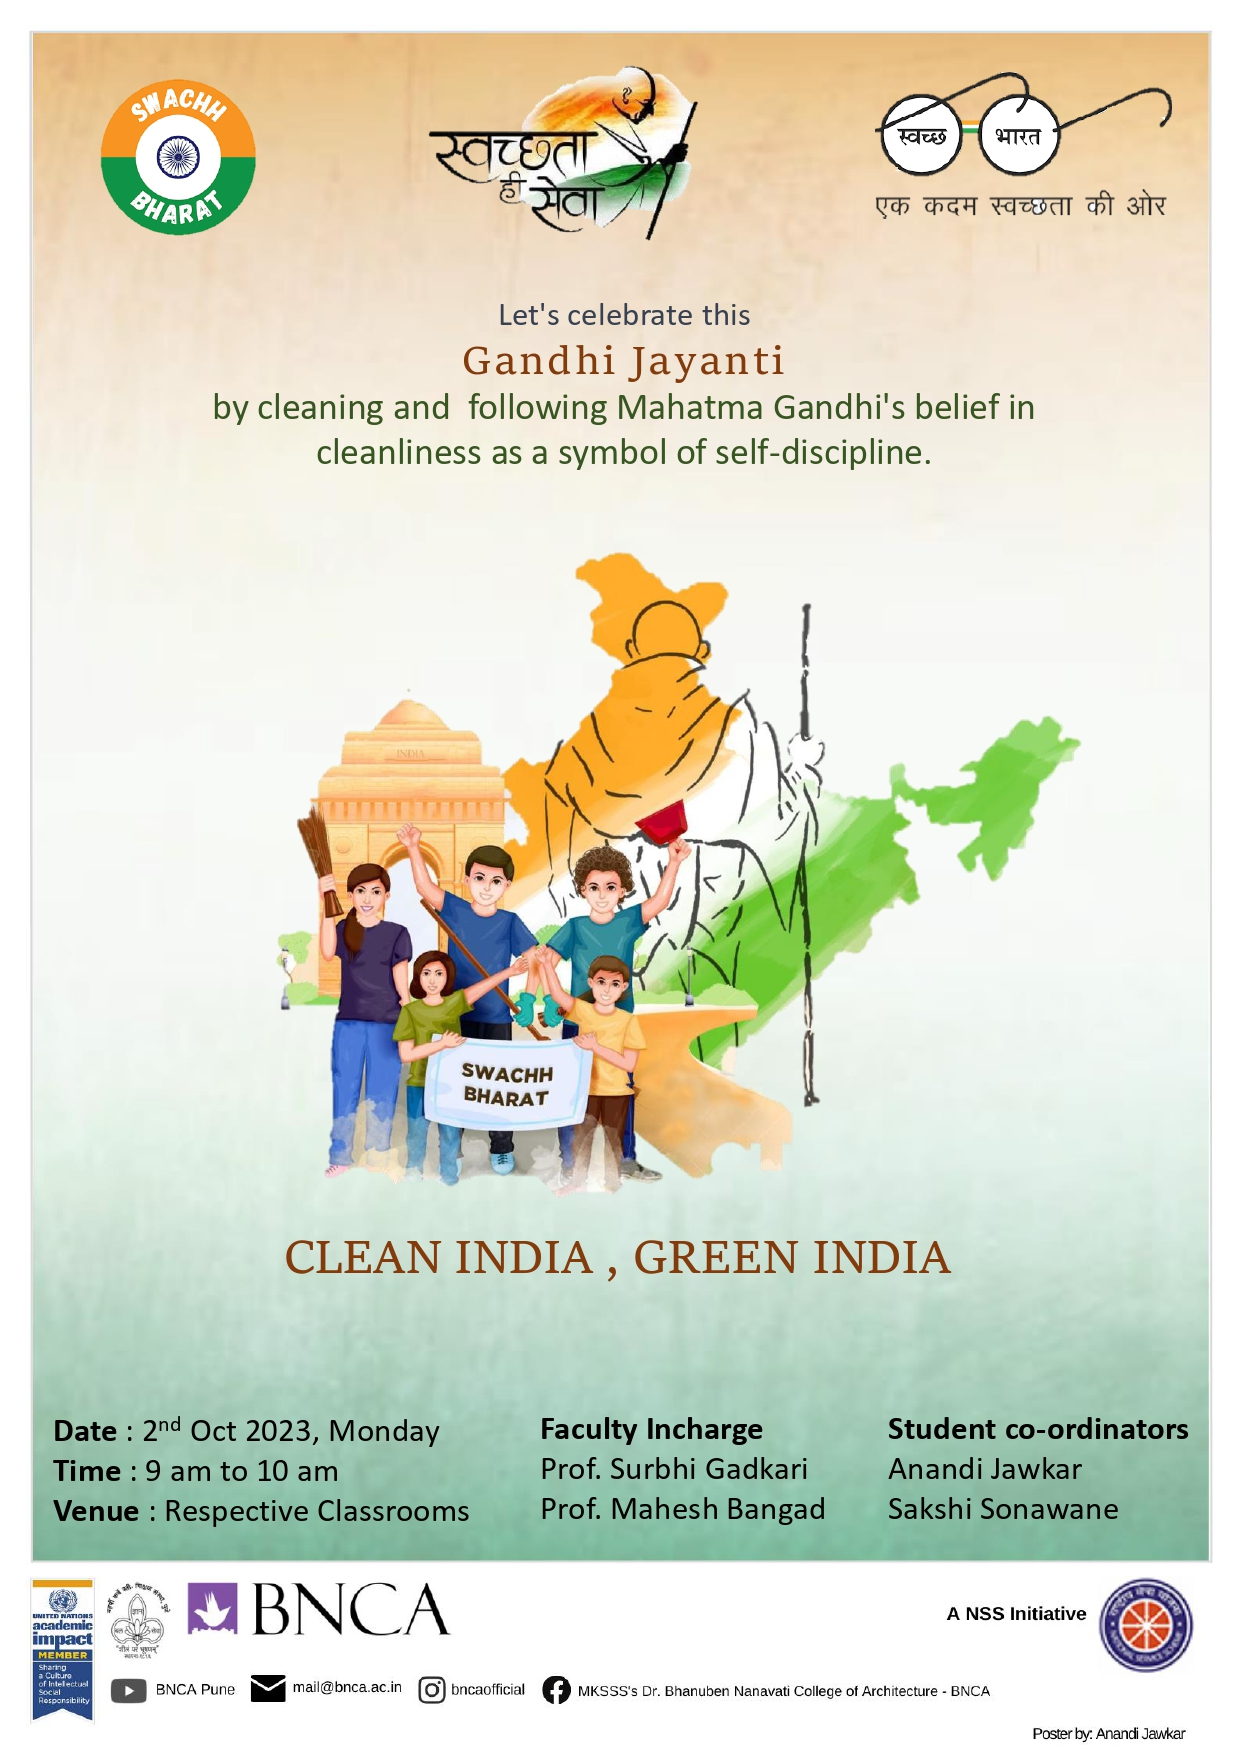 SWACHH
BHARAT
स्वच्छता
ही
सेवा
स्वच्छ भारत
एक कदम स्वच्छता की ओर
Let's celebrate this
Gandhi Jayanti
by cleaning and following Mahatma Gandhi's belief in
cleanliness as a symbol of self-discipline.
INDIA
SWACHH
BHARAT
CLEAN INDIA , GREEN INDIA
Date : 2nd Oct 2023, Monday
Time : 9 am to 10 am
Venue : Respective Classrooms
Faculty Incharge
Prof. Surbhi Gadkari
Prof. Mahesh Bangad
Student co-ordinators
Anandi Jawkar
Sakshi Sonawane
UNITED NATIONS
academic
impact
MEMBER
Sharing
a Culture
of Intellectual
Social
Responsibility
BNCA
A NSS Initiative
BNCA Pune
mail@bnca.ac.in
bncaofficial
MKSSS's Dr. Bhanuben Nanavati College of Architecture - BNCA
Poster by: Anandi Jawkar